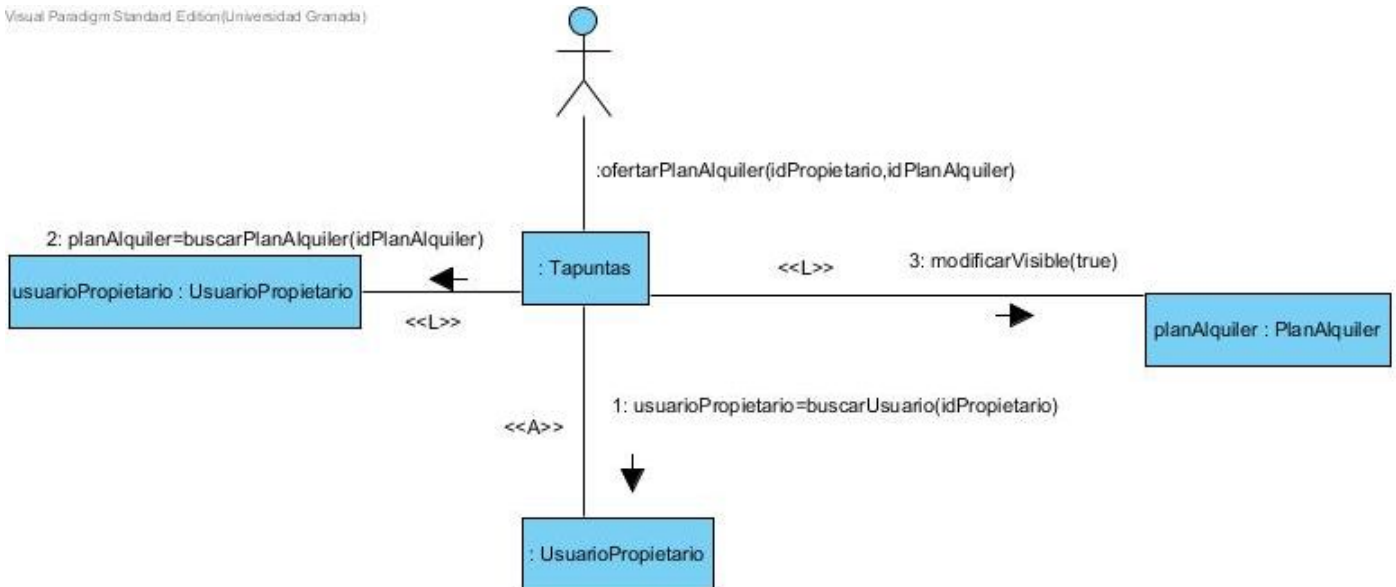 Visual Paradigm Standard Edition(Universidad Granada)
:ofertarPlanAlquiler(idPropietario,idPlanAlquiler)
2: planAlquiler=buscarPlanAlquiler(idPlanAlquiler)
: Tapuntas
<<L>>
3: modificarVisible(true)
usuarioPropietario : UsuarioPropietario
<<L>>
planAlquiler : PlanAlquiler
1: usuarioPropietario=buscarUsuario(idPropietario)
<<A>>
: UsuarioPropietario